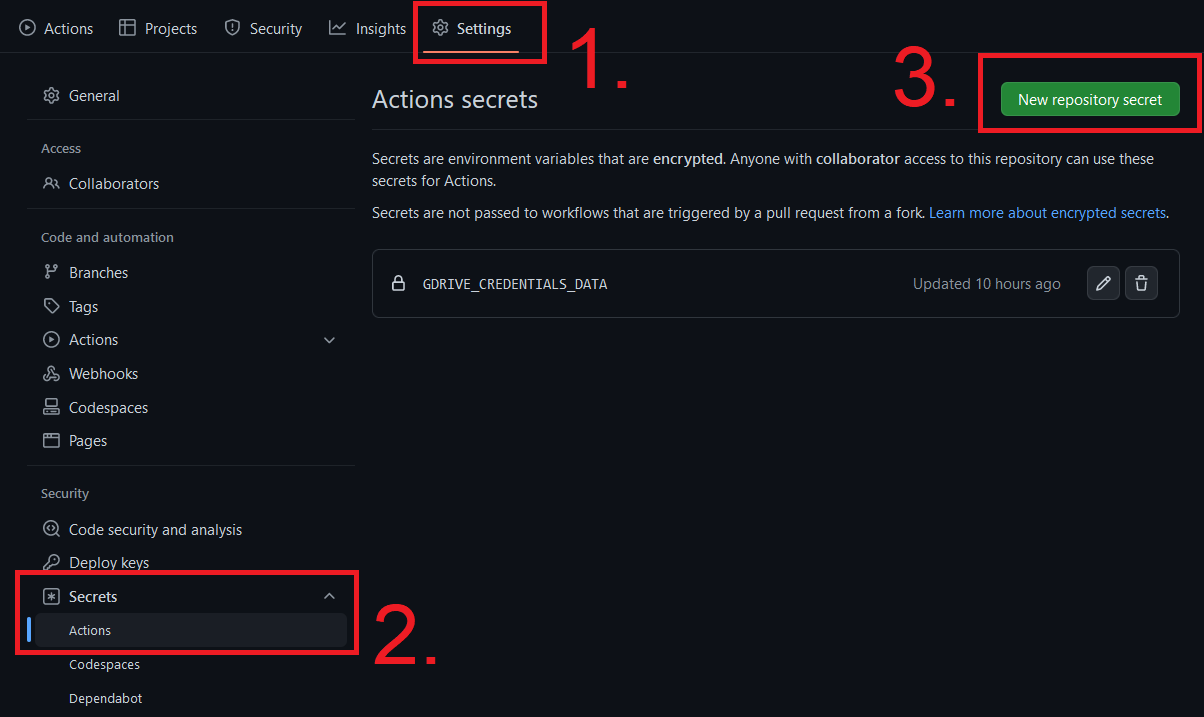 Actions Projects Security Insights Settings 1.
General
Access
Collaborators
Code and automation
Branches
Tags
Actions
Webhooks
Codespaces
Pages
Security
Code security and analysis
Deploy keys
Secrets
Actions
2.
Codespaces
Dependabot
Actions secrets
3.
New repository secret
Secrets are environment variables that are encrypted. Anyone with collaborator access to this repository can use these
secrets for Actions.
Secrets are not passed to workflows that are triggered by a pull request from a fork. Learn more about encrypted secrets.
GDRIVE_CREDENTIALS_DATA Updated 10 hours ago